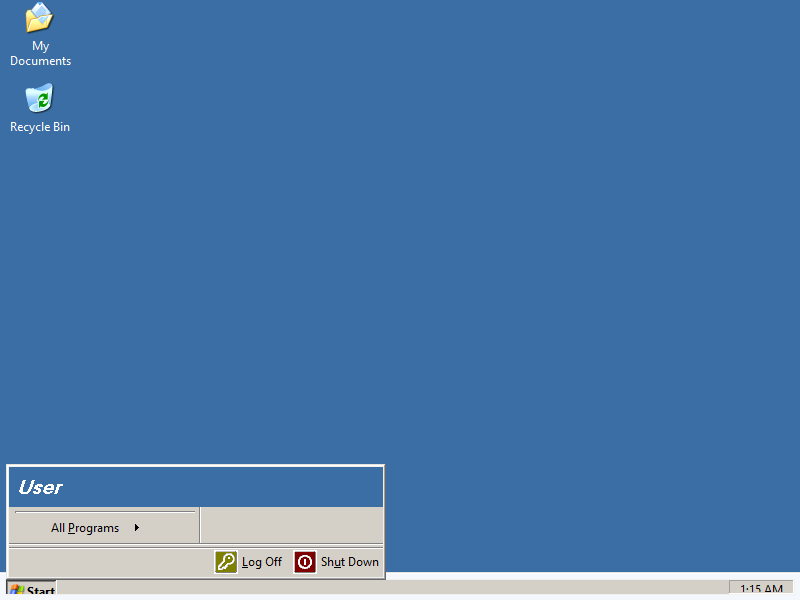 My
Documents
Recycle Bin
User
All Programs
Log Off
Shut Down
Start
1:15 AM